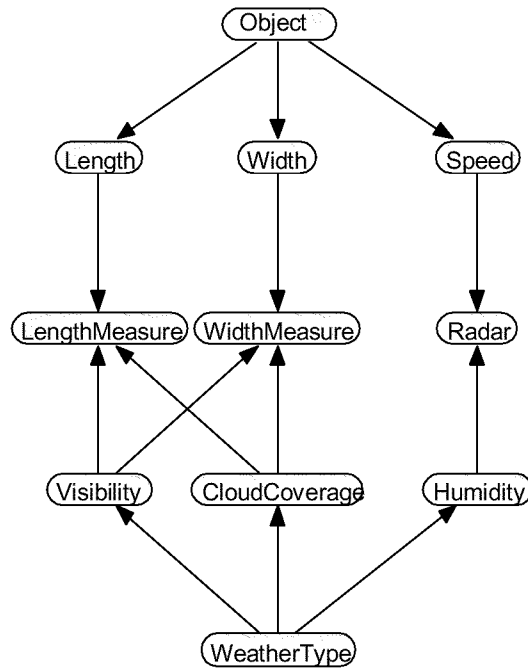 Object
Length
Width
Speed
LengthMeasure
WidthMeasure
Radar
Visibility
CloudCoverage
Humidity
WeatherType